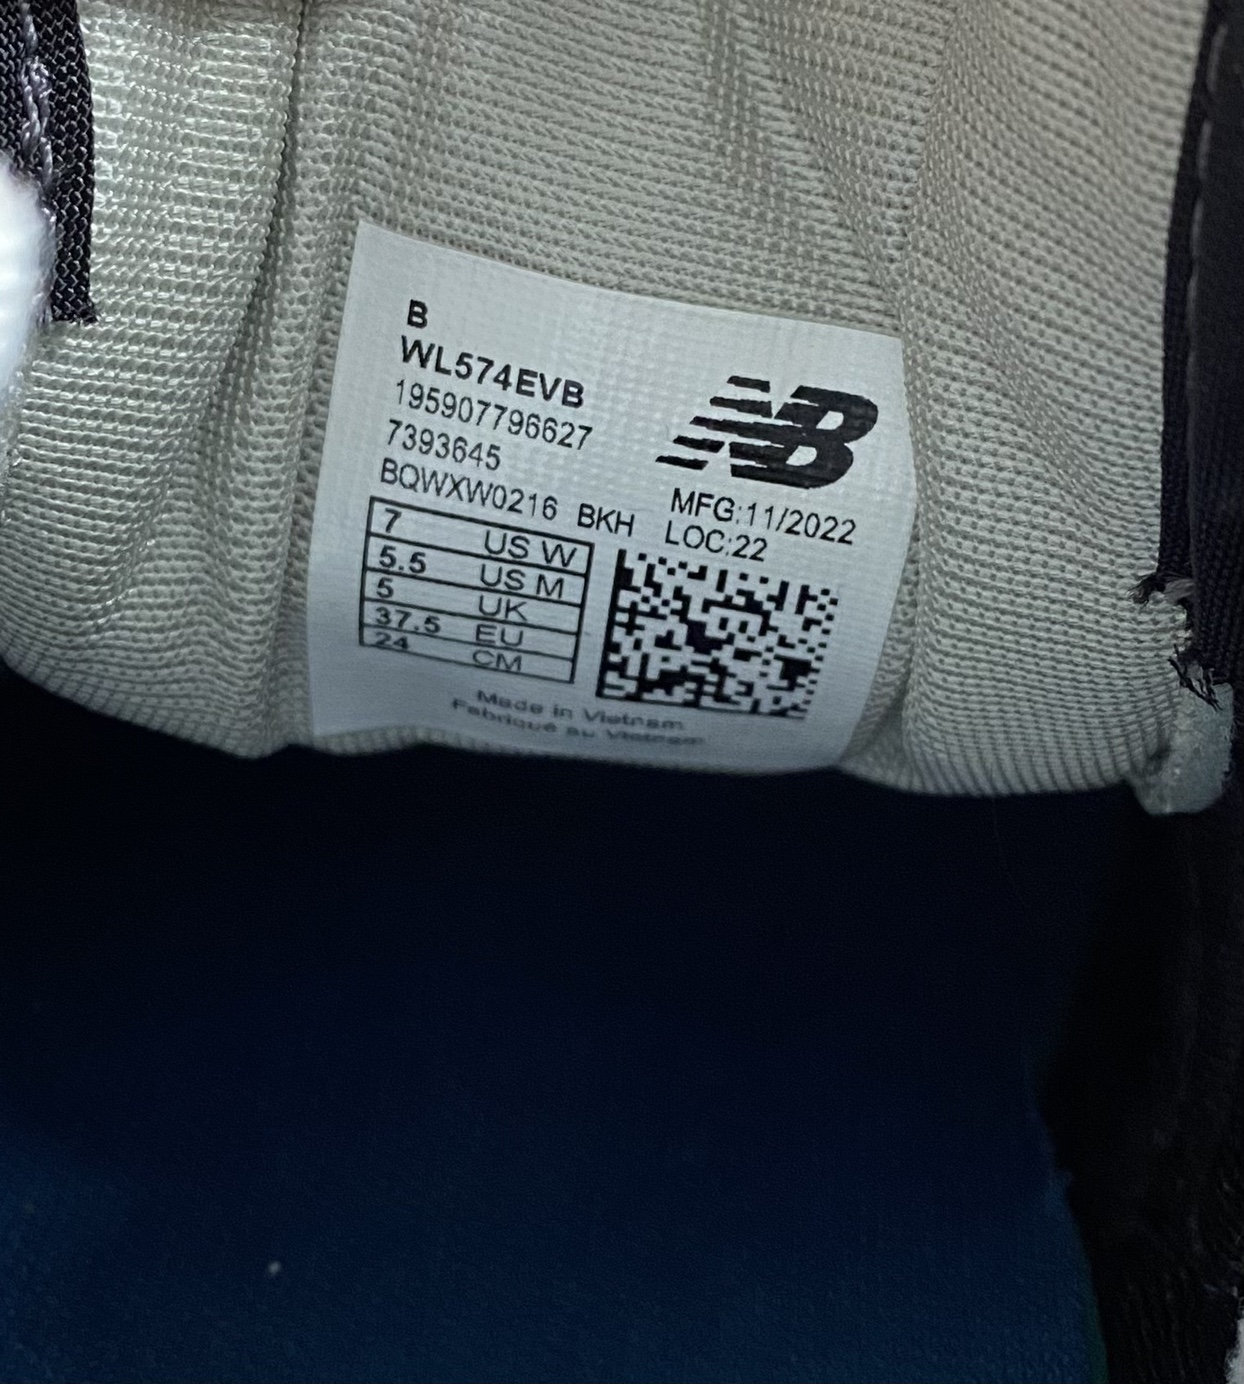 B
WL574EVB
195907796627
7393645
BQWXW0216 BKH
NB
MFG:11/2022
LOC:22
7 US W
5.5 US M
5 UK
37.5 EU
24 CM
Made in Vietnam
Fabriqué au Vietnam